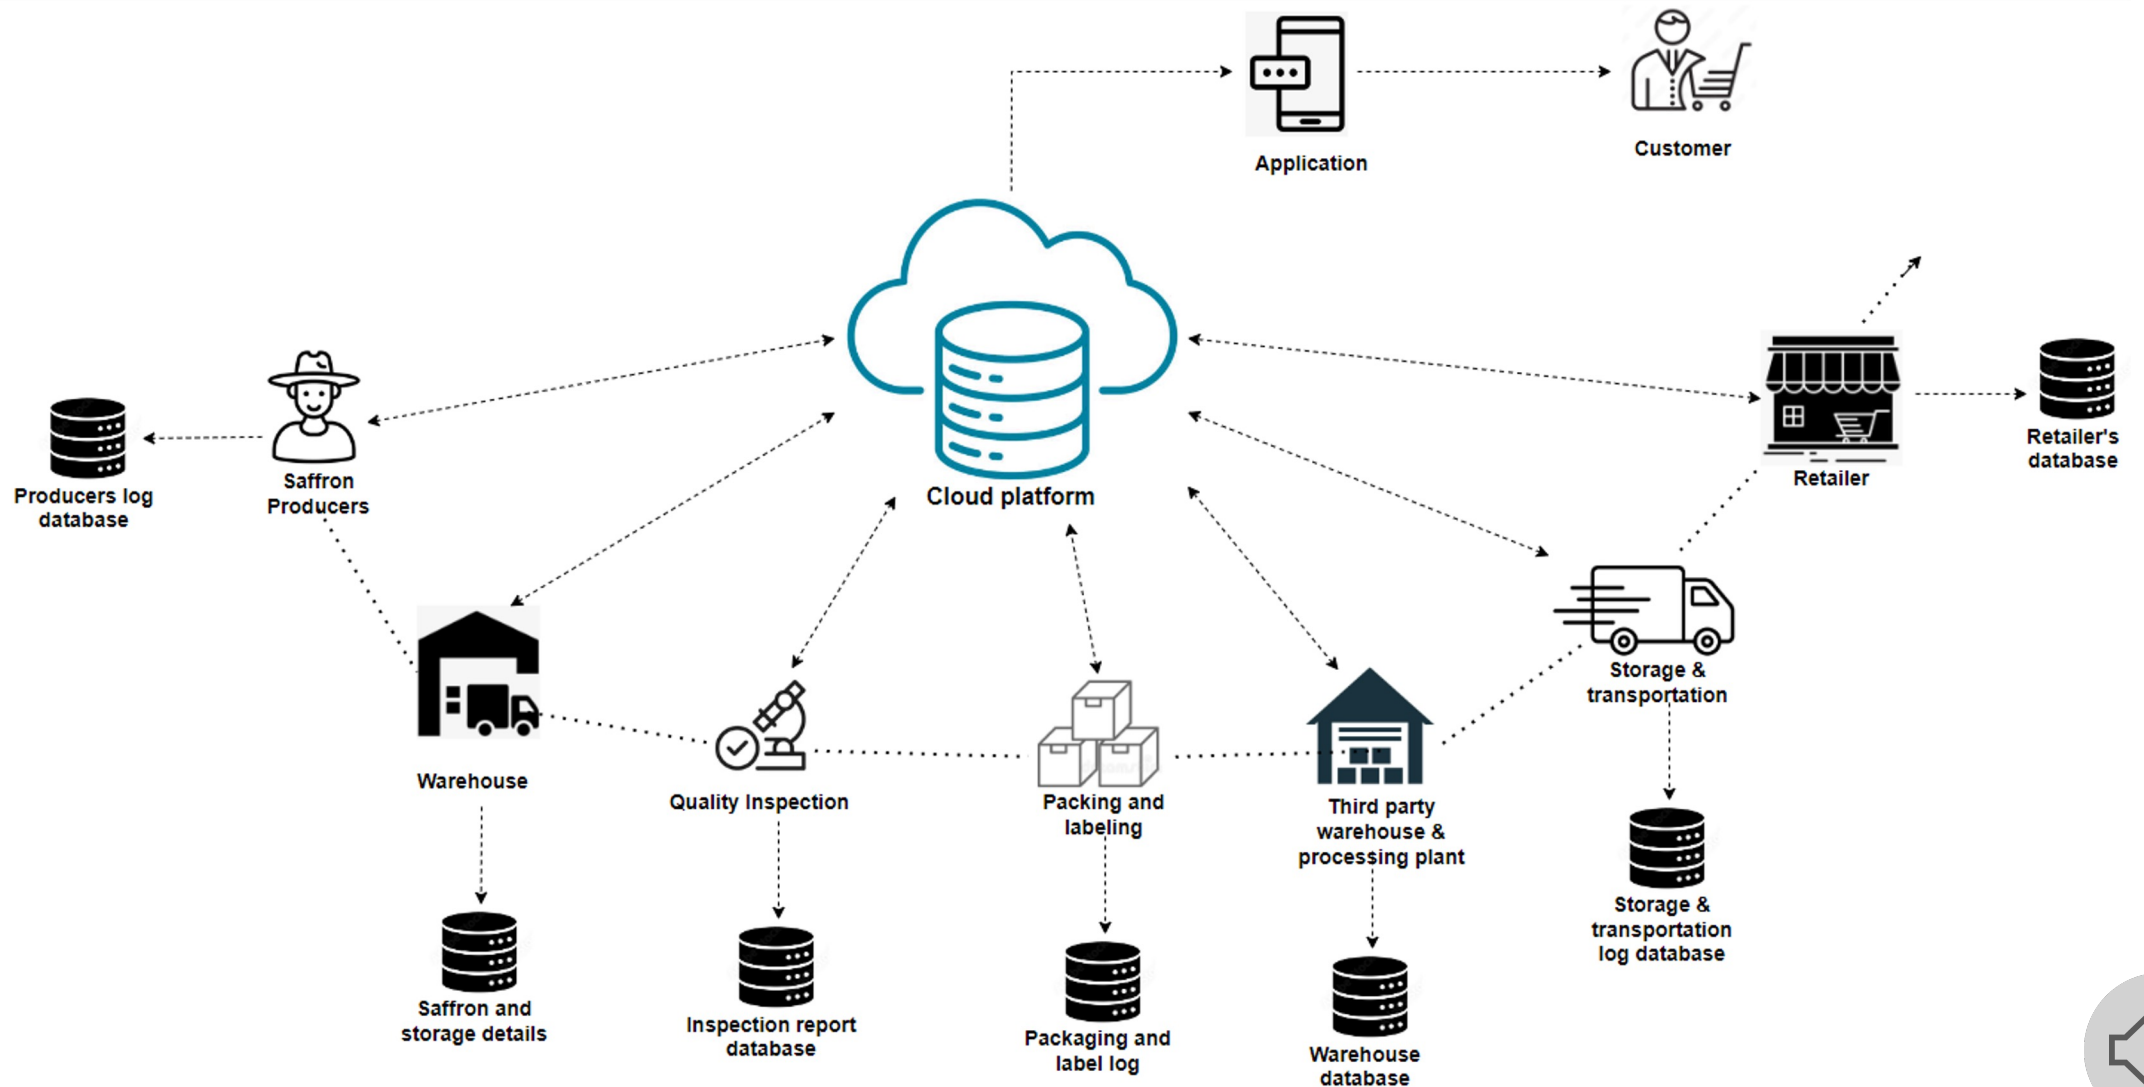 Application
Customer
Cloud platform
Saffron
Producers
Producers log
database
Retailer
Retailer's
database
Warehouse
Quality Inspection
Packing and
labeling
Third party
warehouse &
processing plant
Storage &
transportation
Saffron and
storage details
Inspection report
database
Packaging and
label log
Warehouse
database
Storage &
transportation
log database